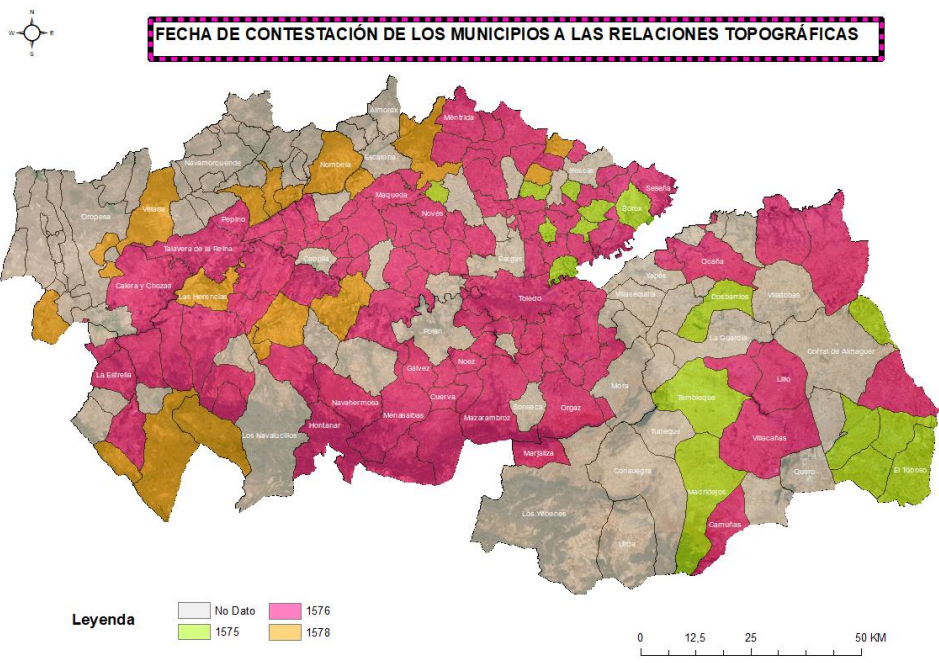 N
W E
S
FECHA DE CONTESTACIÓN DE LOS MUNICIPIOS A LAS RELACIONES TOPOGRÁFICAS
Almorox
Méntrida
Navamorcuende
Nombela
Escalona
Illescas
Seseña
Oropesa
Velada
Pepino
Maqueda
Novés
Borox
Talavera de la Reina
Cebolla
Bargas
Ocaña
Calera y Chozas
Las Herencias
Toledo
Yepes
Villasequilla
Dosbarrios
Villatobas
Polán
La Guardia
Corral de Almaguer
La Estrella
Gálvez
Noez
Mora
Lillo
Navahermosa
Cuerva
Menasalbas
Mazarambroz
Sonseca
Orgaz
Tembleque
Los Navalucillos
Hontanar
Turleque
Villacañas
Marjaliza
Consuegra
Quero
El Toboso
Madridejos
Los Yébenes
Camuñas
Urda
Leyenda
No Dato
1576
1575
1578
0 12,5 25 50 KM